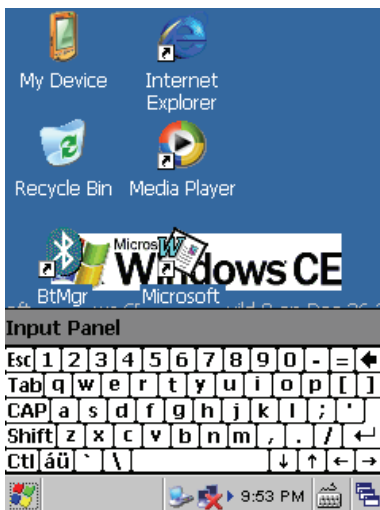 My Device Internet
Explorer
Recycle Bin Media Player
Microso
Windows CE
BtMgr Microsoft
Input Panel
Esc 1 2 3 4 5 6 7 8 9 0 - =
Tab q w e r t y u i o p [ ]
CAP a s d f g h j k l ; '
Shift z x c v b n m , . /
Ctl áü ` \
9:53 PM